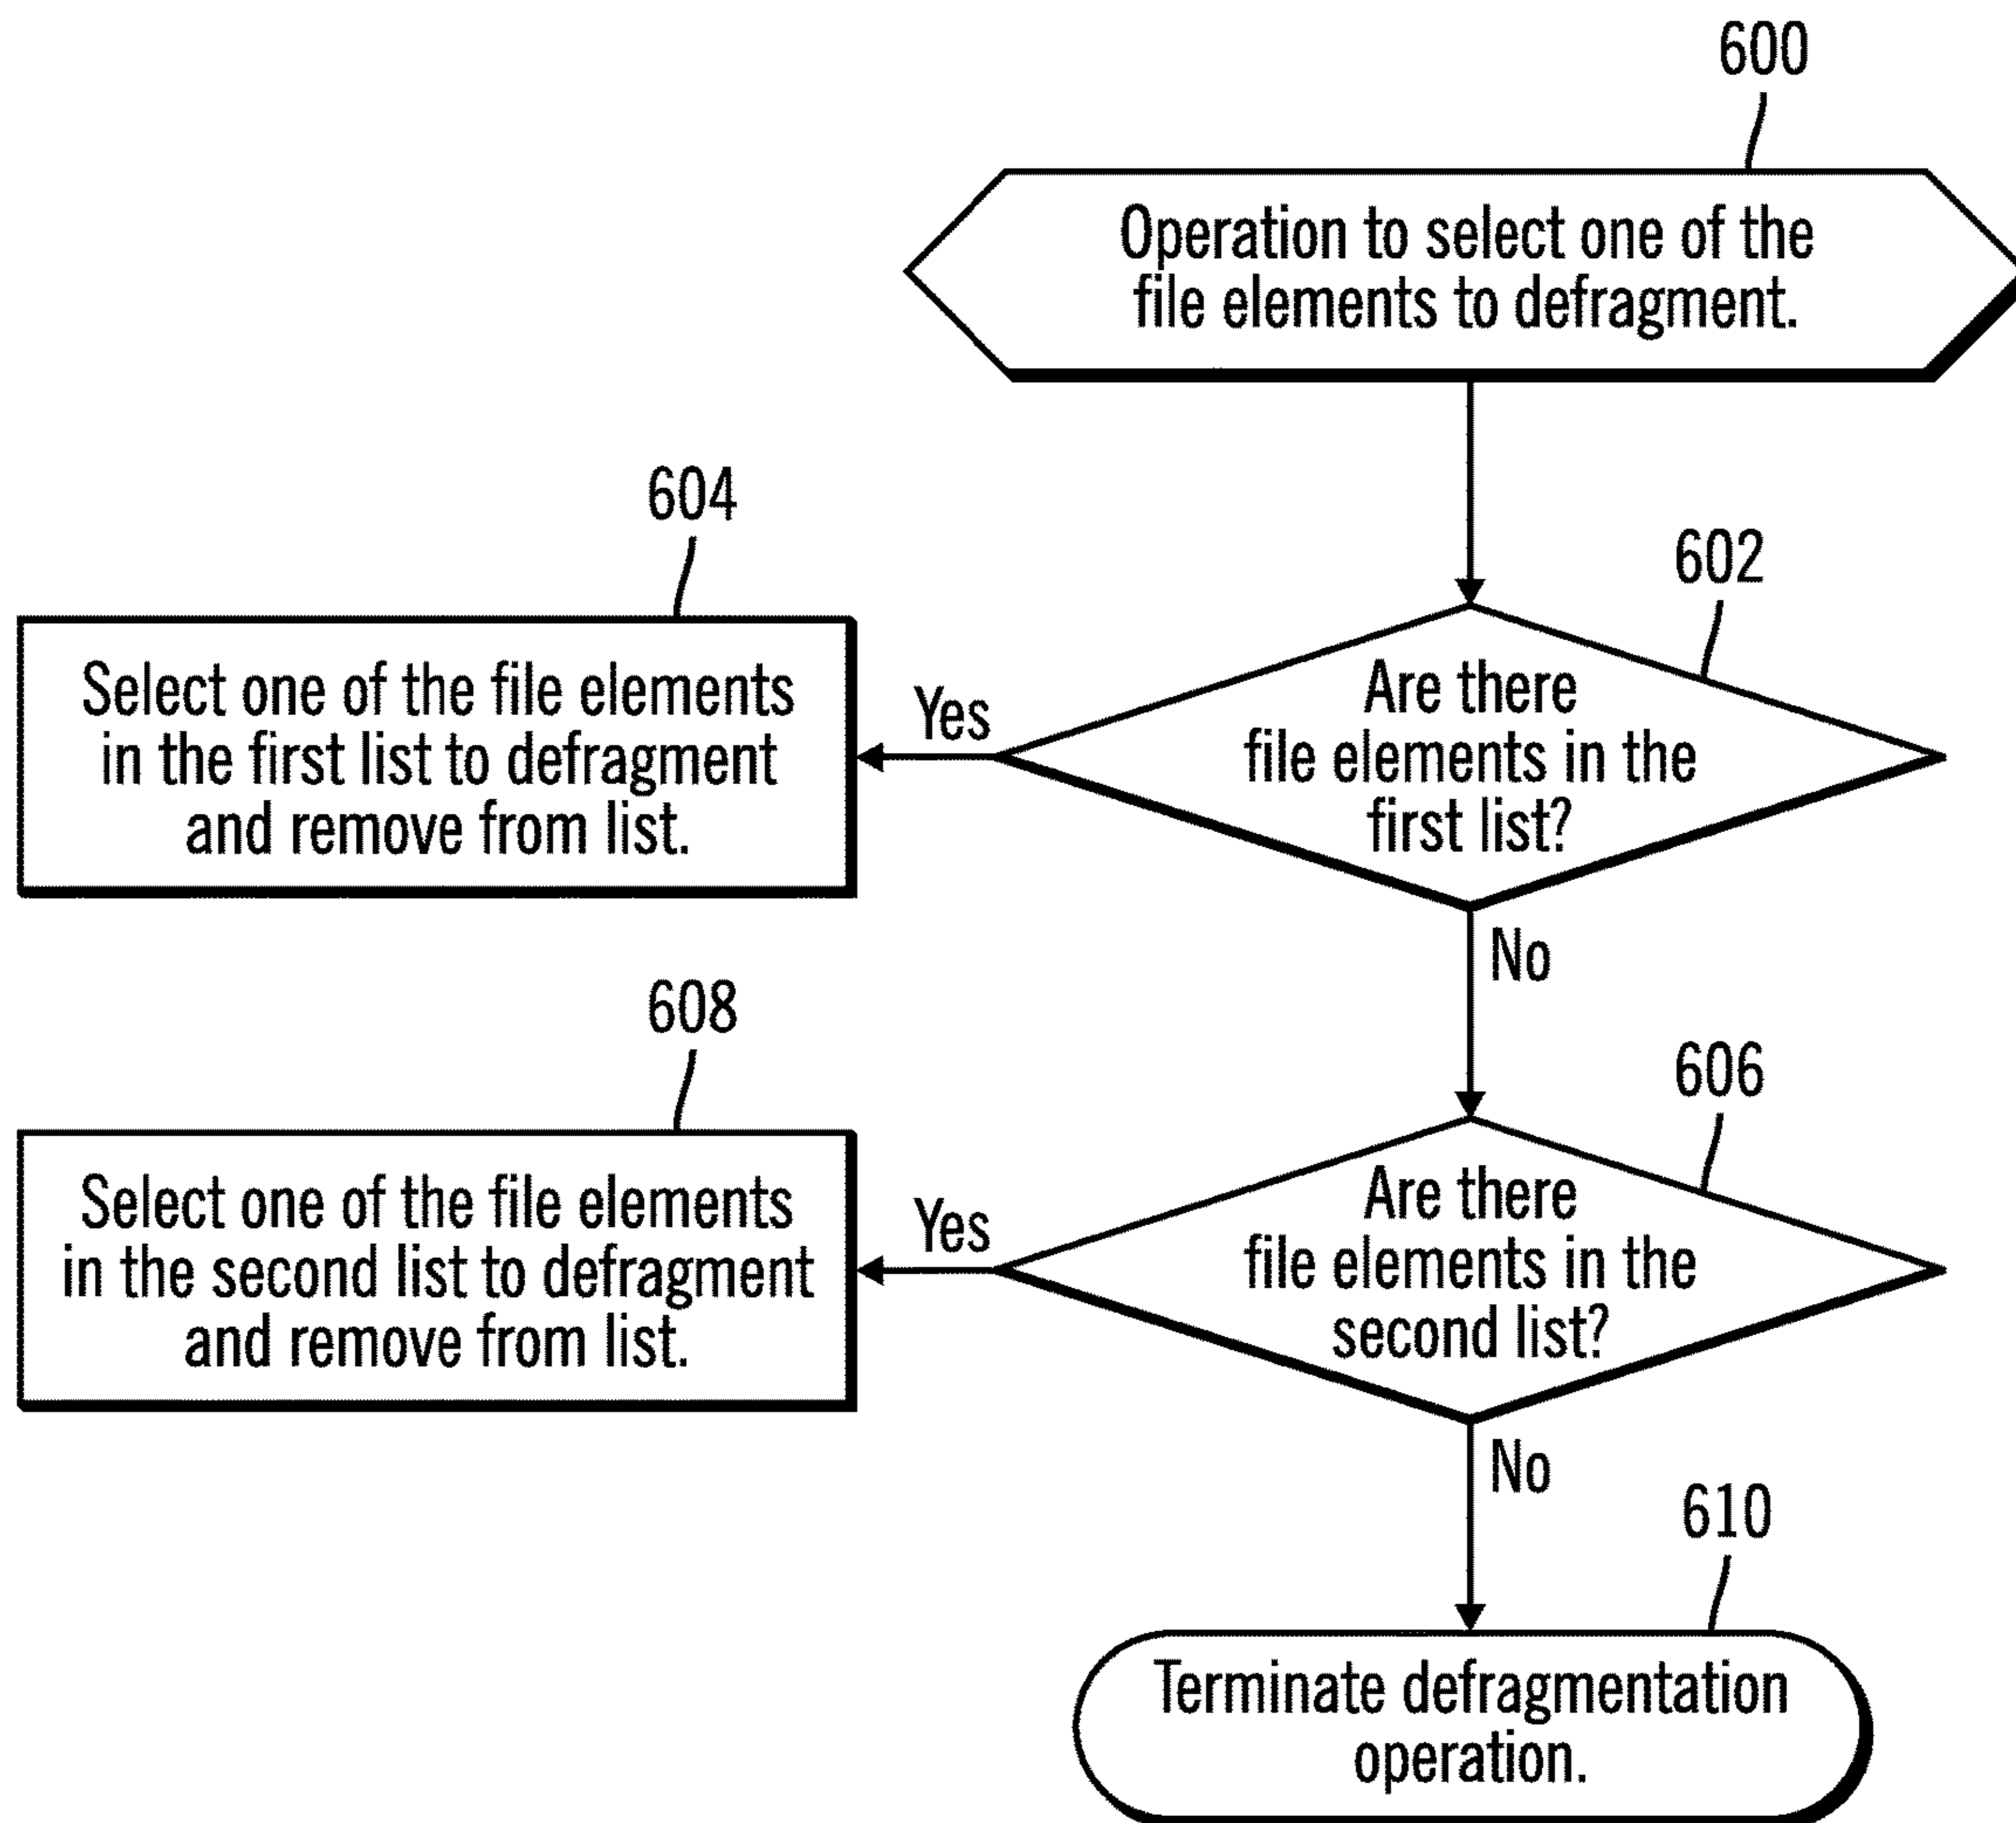 600
Operation to select one of the
file elements to defragment.
604
Select one of the file elements
in the first list to defragment
and remove from list.
Yes
602
Are there
file elements in the
first list?
No
608
Select one of the file elements
in the second list to defragment
and remove from list.
Yes
606
Are there
file elements in the
second list?
No
610
Terminate defragmentation
operation.